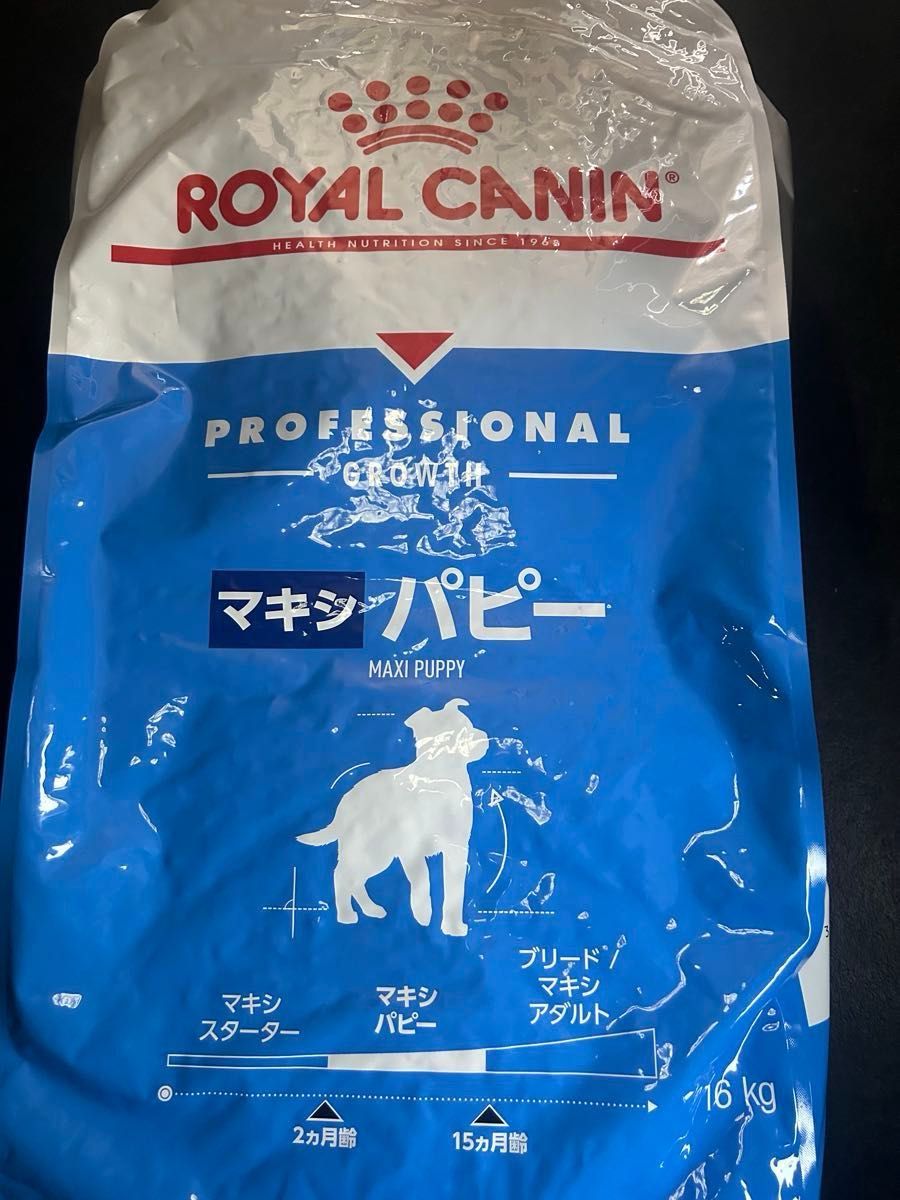 ROYAL CANIN®
HEALTH NUTRITION SINCE 1968
PROFESSIONAL
GROWTH
マキシ パピー
MAXI PUPPY
マキシ
スターター
マキシ
パピー
ブリード /
マキシ
アダルト
16 kg
2ヵ月齢
15ヵ月齢